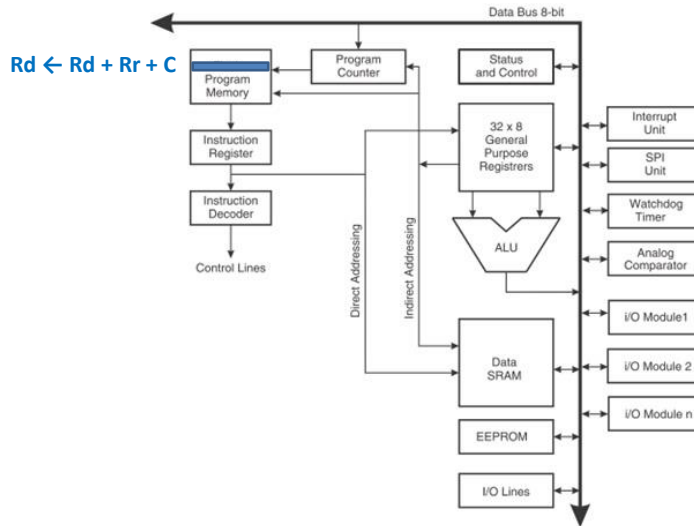 Data Bus 8-bit
Rd ← Rd + Rr + C
Program
Memory
Program
Counter
Status
and Control
Instruction
Register
32 x 8
General
Purpose
Registrers
Interrupt
Unit
SPI
Unit
Instruction
Decoder
Watchdog
Timer
ALU
Analog
Comparator
Control Lines
Direct Addressing
Indirect Addressing
i/O Module1
Data
SRAM
i/O Module 2
i/O Module n
EEPROM
I/O Lines